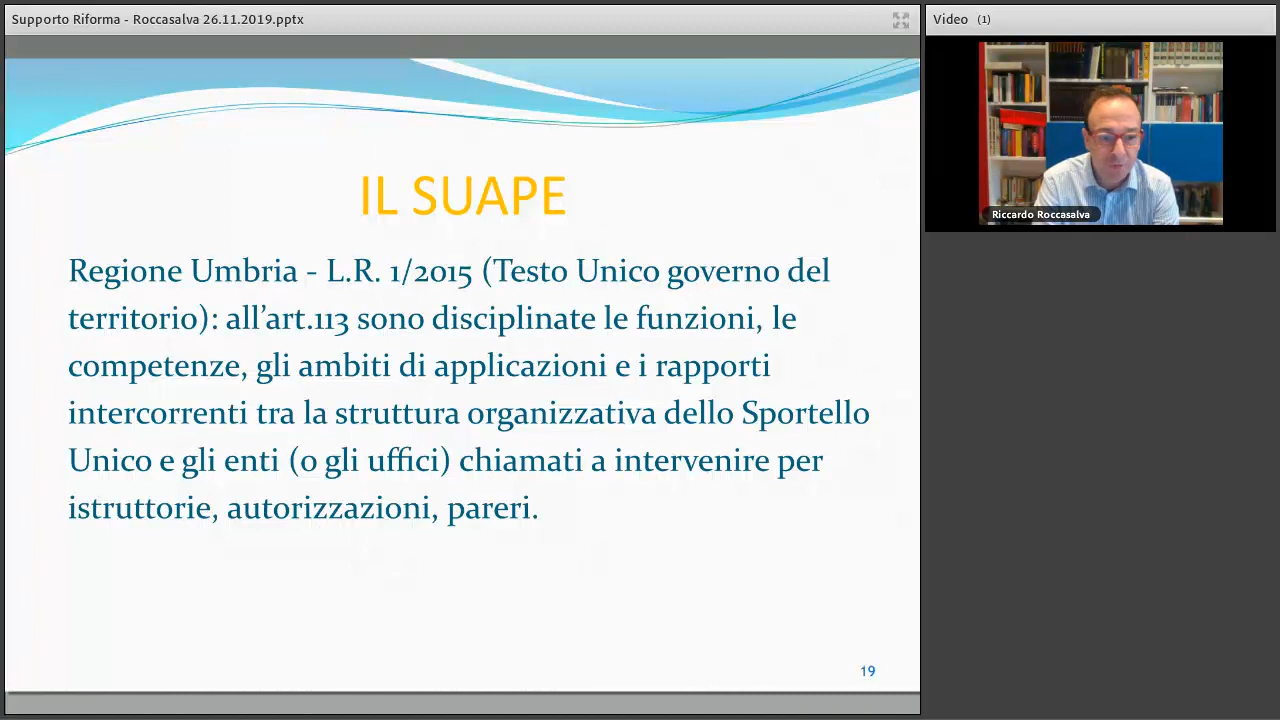 Supporto Riforma - Roccasalva 26.11.2019.pptx
Video (1)
Riccardo Roccasalva
IL SUAPE
Regione Umbria - L.R. 1/2015 (Testo Unico governo del
territorio): all’art.113 sono disciplinate le funzioni, le
competenze, gli ambiti di applicazioni e i rapporti
intercorrenti tra la struttura organizzativa dello Sportello
Unico e gli enti (o gli uffici) chiamati a intervenire per
istruttorie, autorizzazioni, pareri.
19